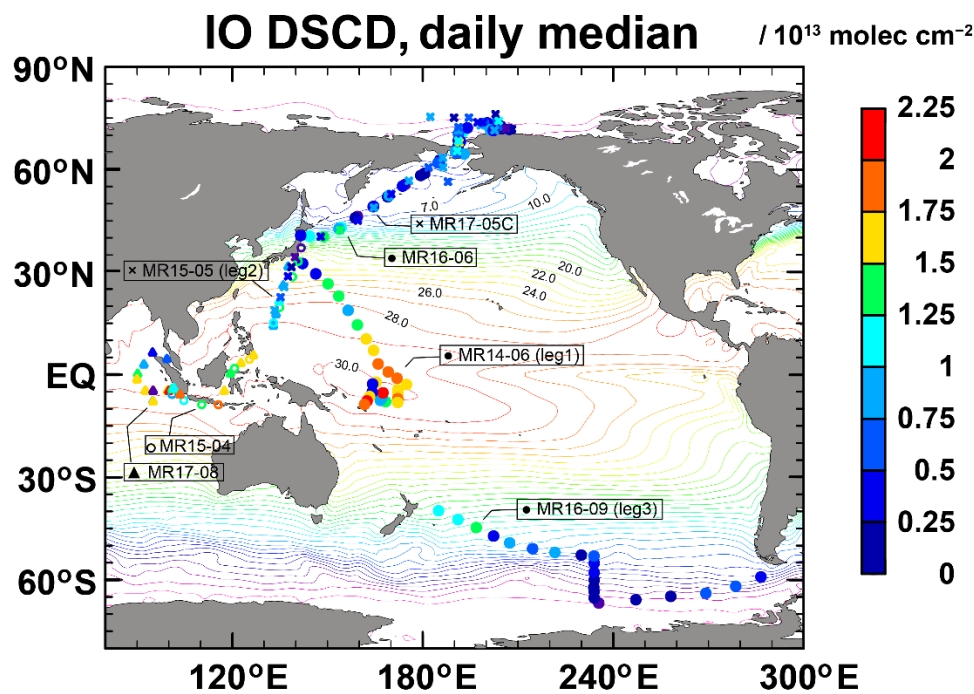 IO DSCD, daily median / 10¹³ molec cm⁻²
90°N
60°N
30°N
EQ
30°S
60°S
120°E
180°E
240°E
300°E
7.0
10.0
20.0
22.0
24.0
26.0
28.0
30.0
× MR17-05C
● MR16-06
× MR15-05 (leg2)
● MR14-06 (leg1)
○ MR15-04
▲ MR17-08
● MR16-09 (leg3)
2.25
2
1.75
1.5
1.25
1
0.75
0.5
0.25
0